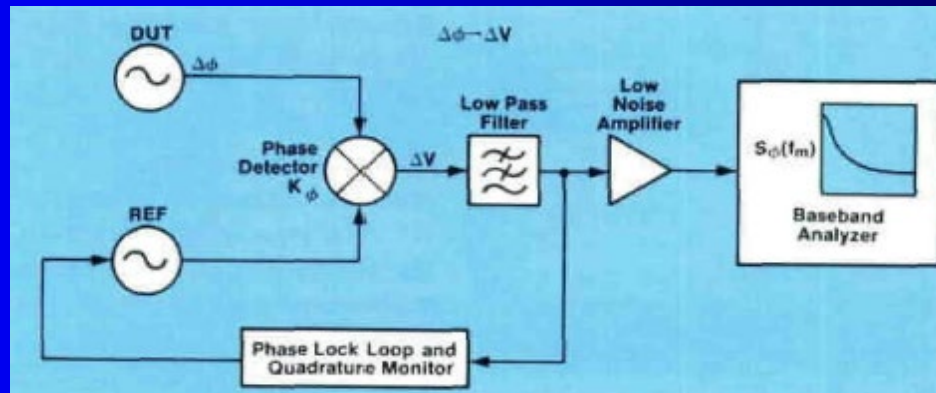 DUT
Δϕ→ΔV
Δϕ
Low Pass
Filter
Low
Noise
Amplifier
Phase
Detector
K ϕ
ΔV
Sϕ(fm)
Baseband
Analyzer
REF
Phase Lock Loop and
Quadrature Monitor